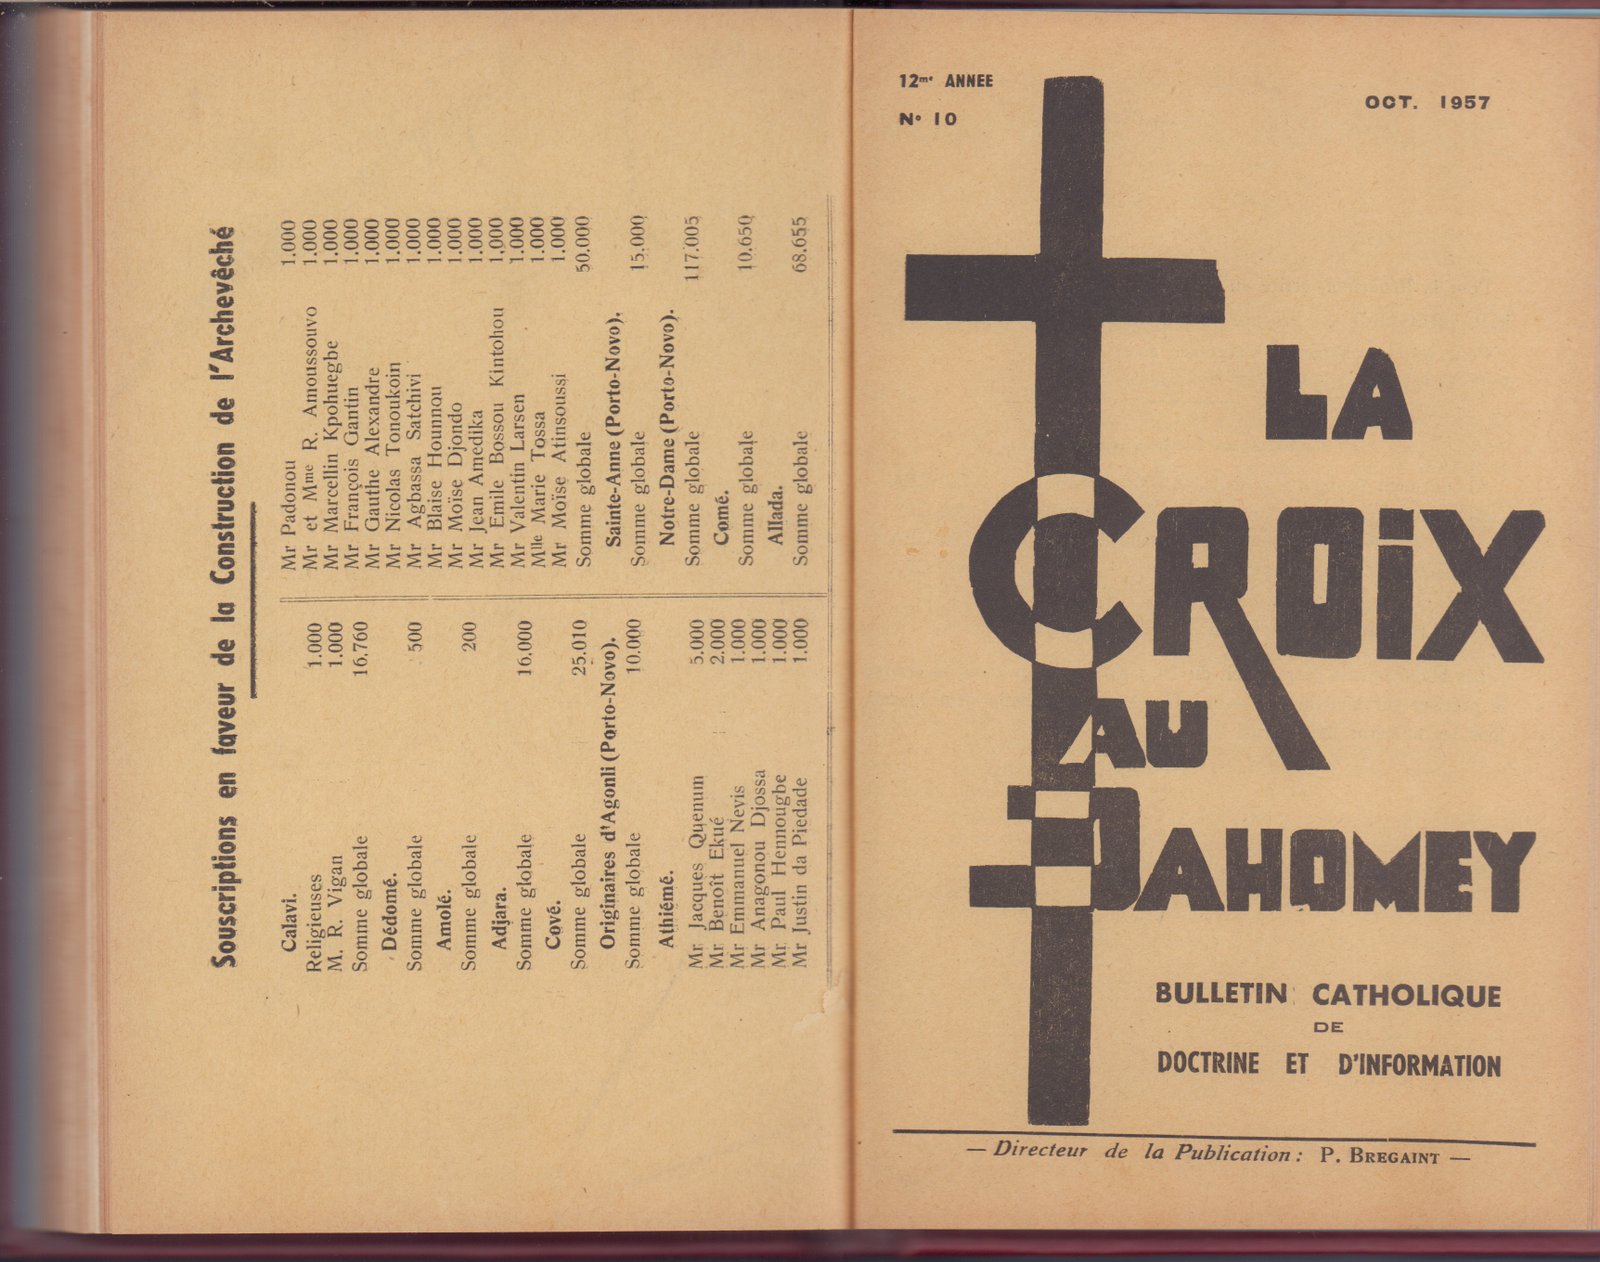 Souscriptions en faveur de la Construction de l'Archevêché
Calavi.
Religieuses 1.000
M. R. Vigan 1.000
Somme globale 16.760
Dédomé.
Somme globale 500
Amolé.
Somme globale 200
Adjara.
Somme globale 16.000
Cové.
Somme globale 25.010
Originaires d'Agonli (Porto-Novo).
Somme globale 10.000
Athiémé.
Mr Jacques Quenum 5.000
Mr Benoît Ekué 2.000
Mr Emmanuel Nevis 1.000
Mr Anagonou Djossa 1.000
Mr Paul Hennougbe 1.000
Mr Justin da Piedade 1.000
Mr Padonou 1.000
Mr et Mme R. Amoussouvo 1.000
Mr Marcellin Kpohuegbe 1.000
Mr François Gantin 1.000
Mr Gauthe Alexandre 1.000
Mr Nicolas Tonoukoin 1.000
Mr Agbassa Satchivi 1.000
Mr Blaise Hounnou 1.000
Mr Moïse Djondo 1.000
Mr Jean Amedika 1.000
Mr Emile Bossou Kintohou 1.000
Mr Valentin Larsen 1.000
Mlle Marie Tossa 1.000
Mr Moïse Atinsoussi 1.000
Somme globale 50.000
Sainte-Anne (Porto-Novo).
Somme globale 15.000
Notre-Dame (Porto-Novo).
Somme globale 117.005
Comé.
Somme globale 10.650
Allada.
Somme globale 68.655
12me ANNEE
N° 10
OCT. 1957
LA
CROiX
AU
DAHOMEY
BULLETIN CATHOLIQUE
DE
DOCTRINE ET D'INFORMATION
— Directeur de la Publication : P. BREGAINT —